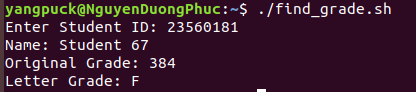 yangpuck@NguyenDuongPhuc:~$ ./find_grade.sh
Enter Student ID: 23560181
Name: Student 67
Original Grade: 384
Letter Grade: F